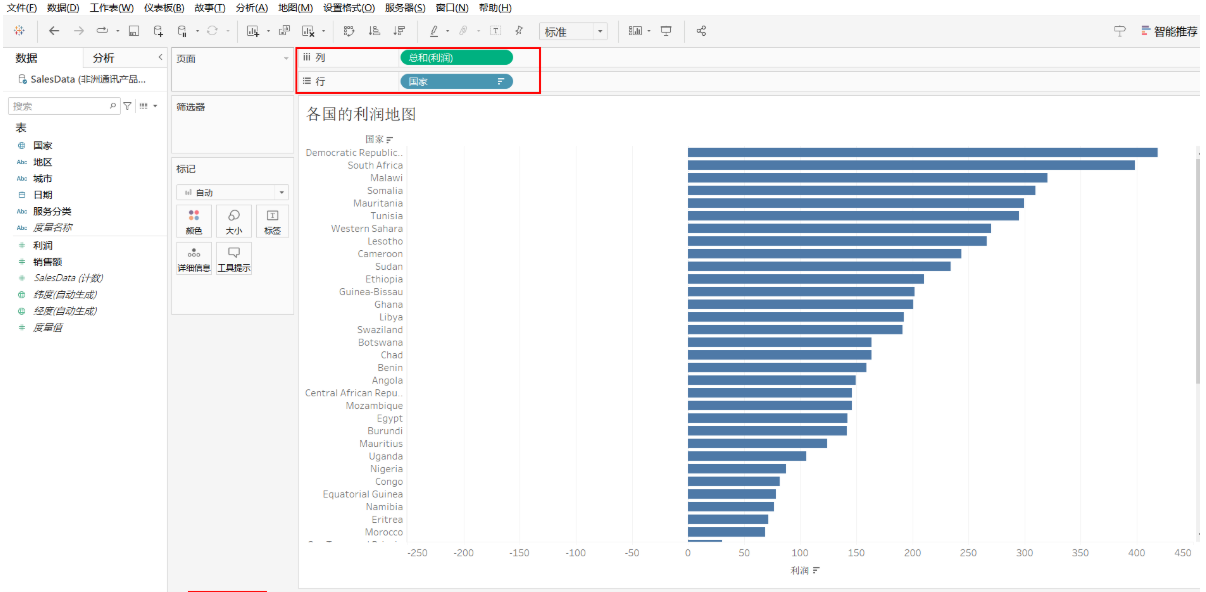 文件(F) 数据(D) 工作表(W) 仪表板(B) 故事(T) 分析(A) 地图(M) 设置格式(O) 服务器(S) 窗口(N) 帮助(H)
标准 智能推荐
数据 分析
SalesData (非洲通讯产品...
搜索
表
国家
Abc 地区
Abc 城市
日期
Abc 服务分类
Abc 度量名称
利润
销售额
SalesData (计数)
纬度(自动生成)
经度(自动生成)
度量值
页面
筛选器
标记
自动
颜色 大小 标签
详细信息 工具提示
列 总和(利润)
行 国家
各国的利润地图
国家
Democratic Republic..
South Africa
Malawi
Somalia
Mauritania
Tunisia
Western Sahara
Lesotho
Cameroon
Sudan
Ethiopia
Guinea-Bissau
Ghana
Libya
Swaziland
Botswana
Chad
Benin
Angola
Central African Repu..
Mozambique
Egypt
Burundi
Mauritius
Uganda
Nigeria
Congo
Equatorial Guinea
Namibia
Eritrea
Morocco
-250 -200 -150 -100 -50 0 50 100 150 200 250 300 350 400 450
利润